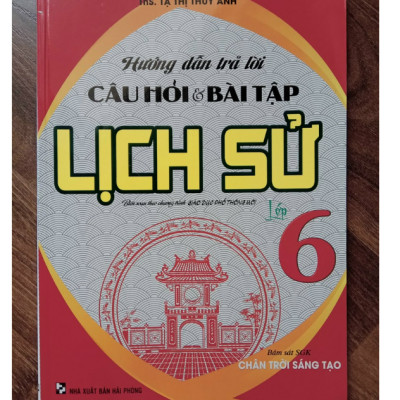 THS. TẠ THỊ THÚY ANH
Hướng dẫn trả lời
CÂU HỎI & BÀI TẬP
LỊCH SỬ
Biên soạn theo chương trình GIÁO DỤC PHỔ THÔNG MỚI
Lớp
6
Bám sát SGK
CHÂN TRỜI SÁNG TẠO
NHÀ XUẤT BẢN HẢI PHÒNG